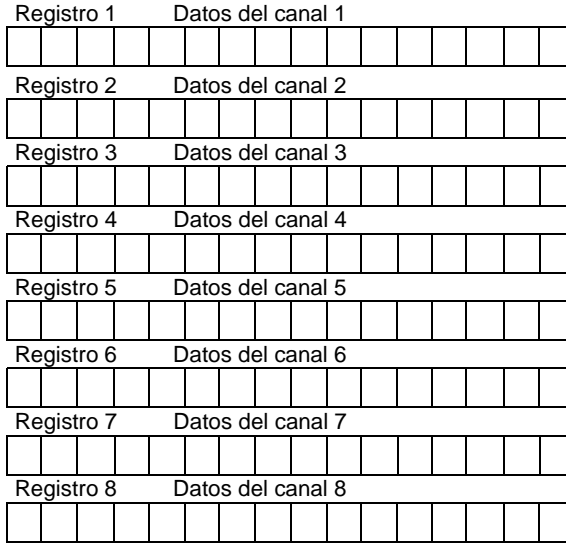 Registro 1 Datos del canal 1
Registro 2 Datos del canal 2
Registro 3 Datos del canal 3
Registro 4 Datos del canal 4
Registro 5 Datos del canal 5
Registro 6 Datos del canal 6
Registro 7 Datos del canal 7
Registro 8 Datos del canal 8